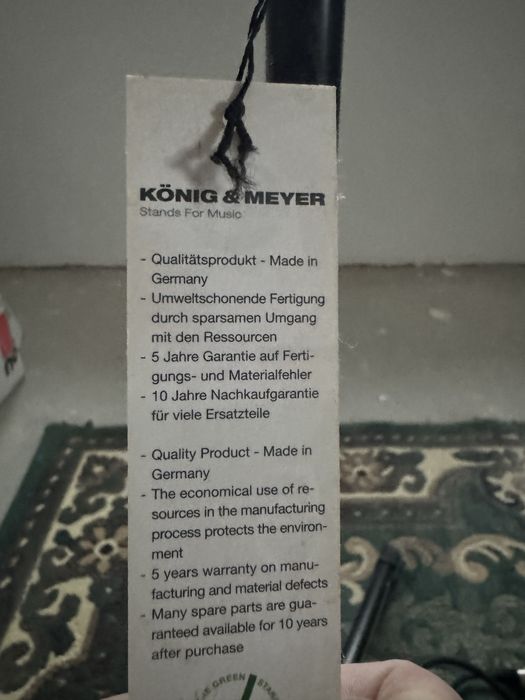 KÖNIG & MEYER
Stands For Music
- Qualitätsprodukt - Made in
Germany
- Umweltschonende Fertigung
durch sparsamen Umgang
mit den Ressourcen
- 5 Jahre Garantie auf Ferti-
gungs- und Materialfehler
- 10 Jahre Nachkaufgarantie
für viele Ersatzteile
- Quality Product - Made in
Germany
- The economical use of re-
sources in the manufacturing
process protects the environ-
ment
- 5 years warranty on manu-
facturing and material defects
- Many spare parts are gua-
ranteed available for 10 years
after purchase
GREEN STAN